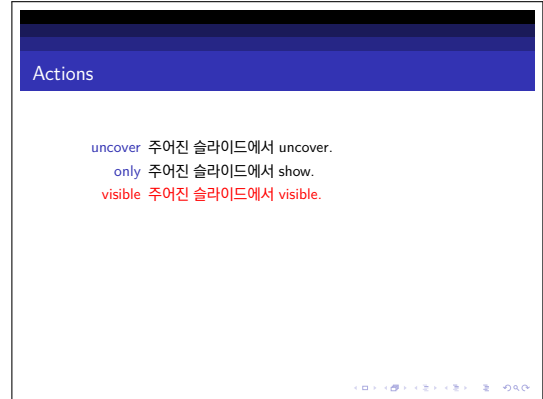 Actions
uncover 주어진 슬라이드에서 uncover.
only 주어진 슬라이드에서 show.
visible 주어진 슬라이드에서 visible.